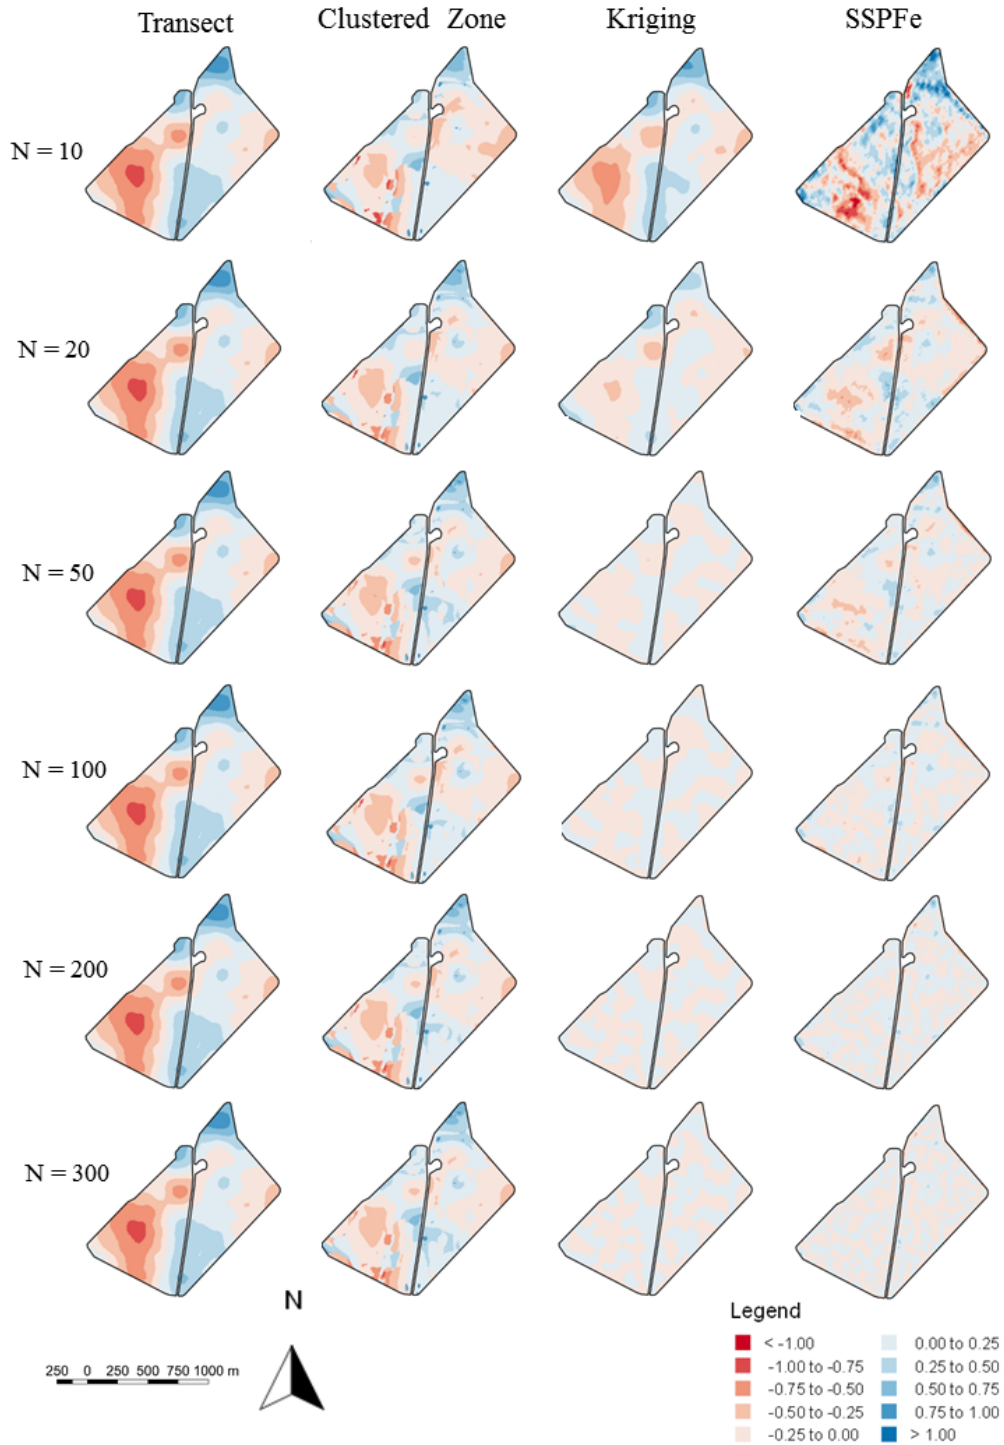 Transect Clustered Zone Kriging SSPFe
N = 10
N = 20
N = 50
N = 100
N = 200
N = 300
N
Legend
250 0 250 500 750 1000 m
< -1.00 0.00 to 0.25
-1.00 to -0.75 0.25 to 0.50
-0.75 to -0.50 0.50 to 0.75
-0.50 to -0.25 0.75 to 1.00
-0.25 to 0.00 > 1.00